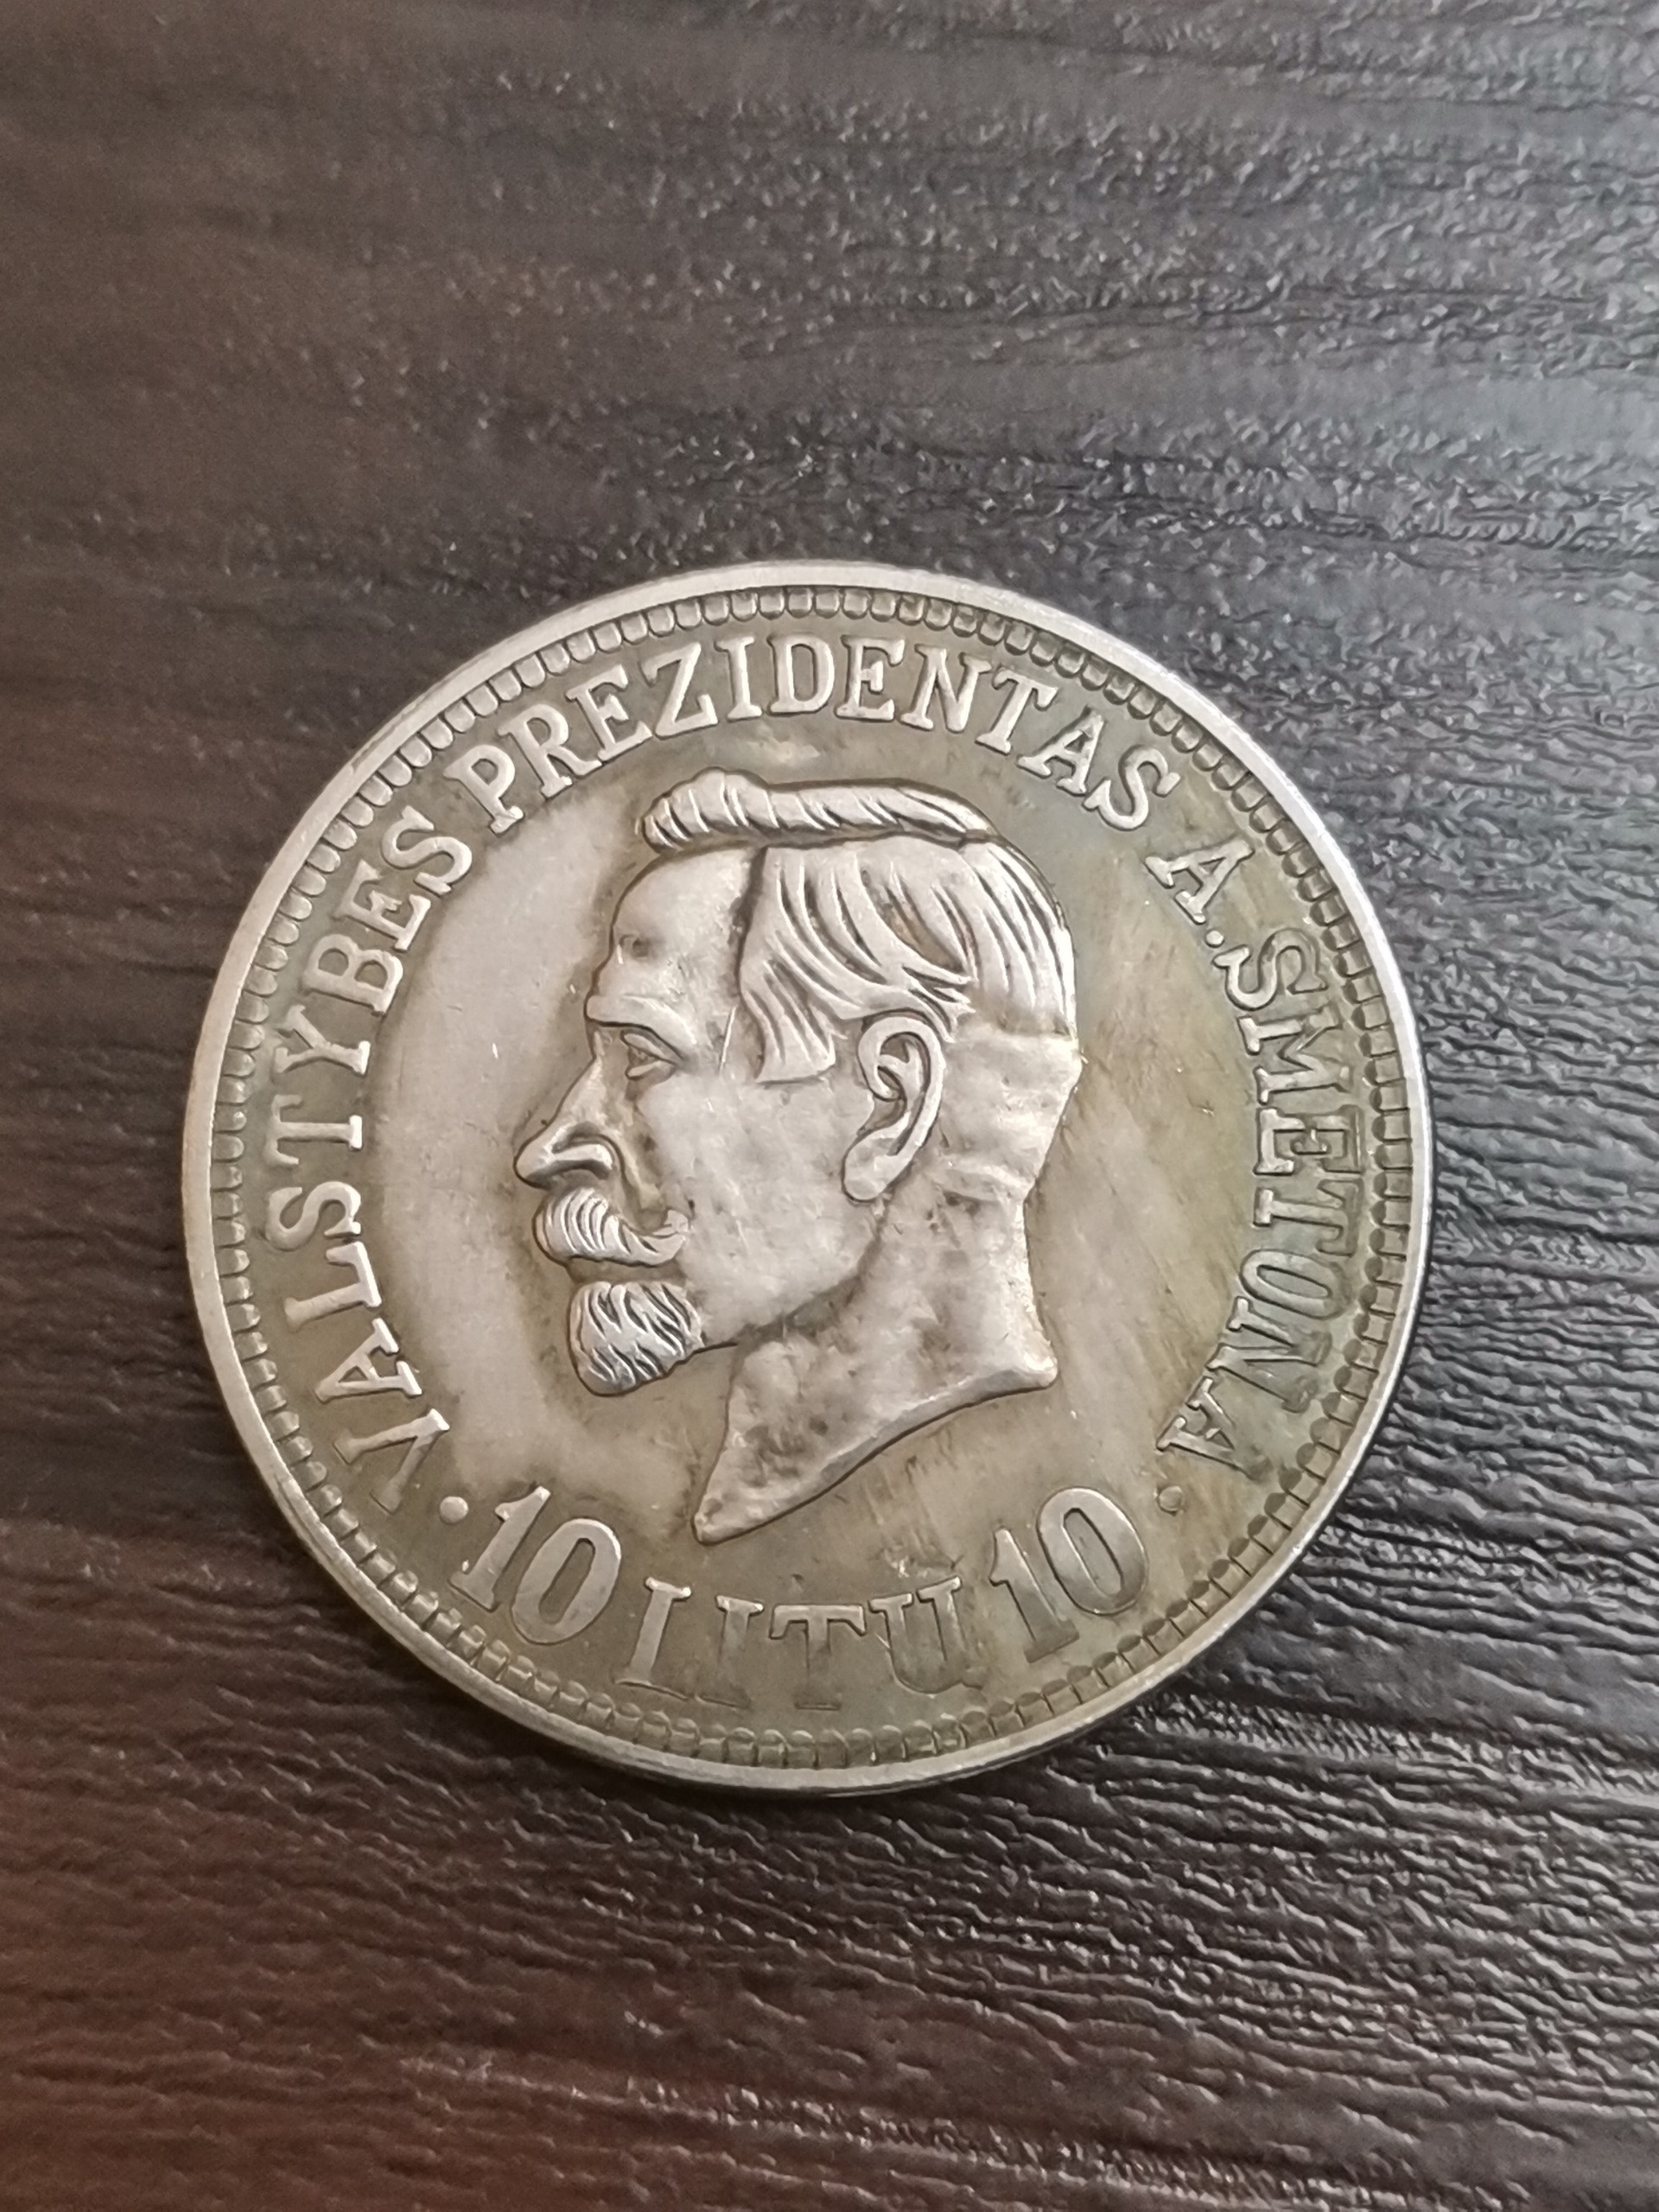 VALSTYBES PREZIDENTAS A.SMETONA
· 10 LITU 10 ·